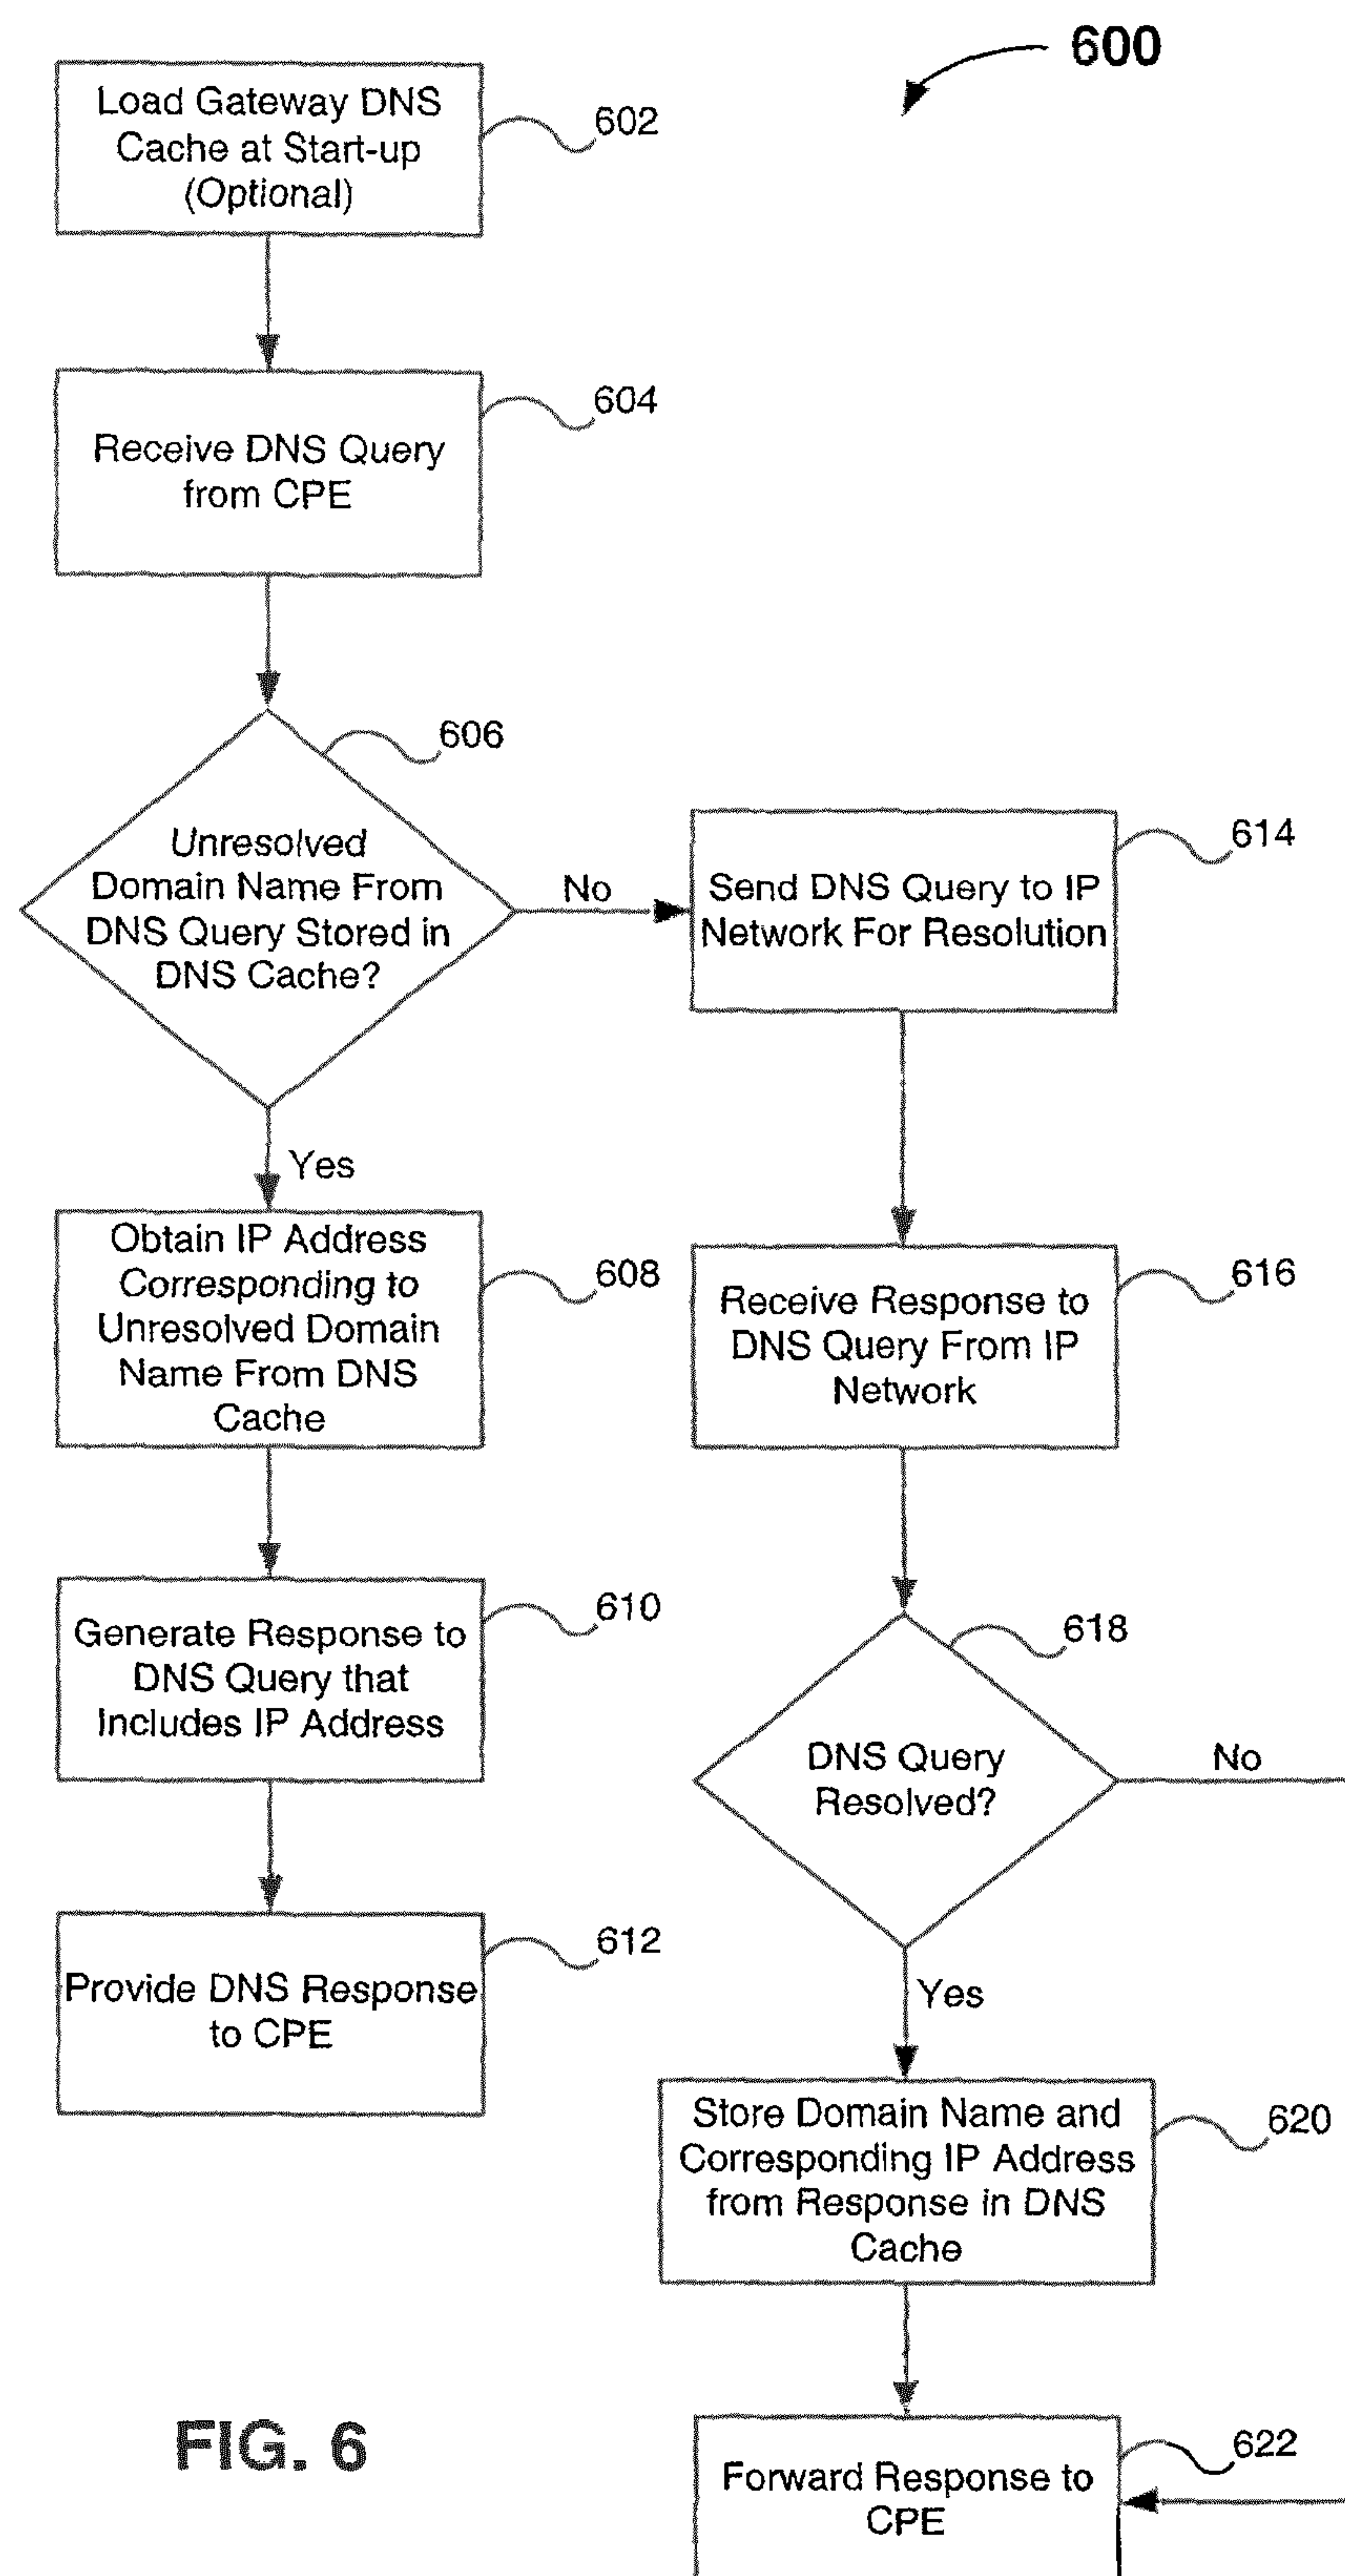 600
Load Gateway DNS
Cache at Start-up
(Optional)
602
Receive DNS Query
from CPE
604
Unresolved
Domain Name From
DNS Query Stored in
DNS Cache?
606
No
Yes
Obtain IP Address
Corresponding to
Unresolved Domain
Name From DNS
Cache
608
Generate Response to
DNS Query that
Includes IP Address
610
Provide DNS Response
to CPE
612
Send DNS Query to IP
Network For Resolution
614
Receive Response to
DNS Query From IP
Network
616
DNS Query
Resolved?
618
No
Yes
Store Domain Name and
Corresponding IP Address
from Response in DNS
Cache
620
Forward Response to
CPE
622
FIG. 6